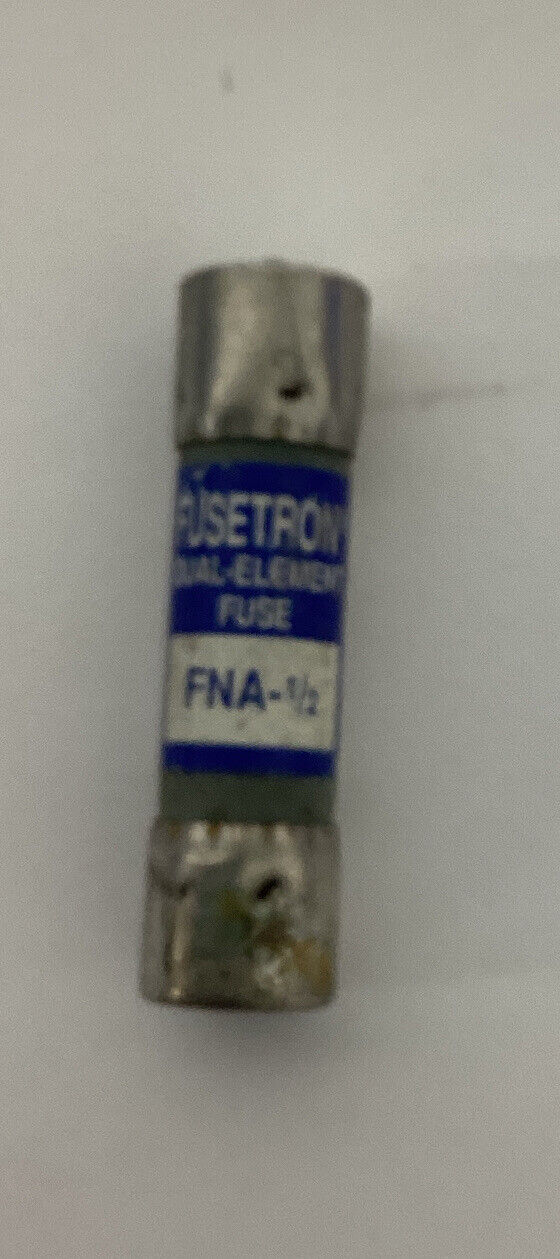 FUSETRON
DUAL-ELEMENT
FUSE
FNA-1/2